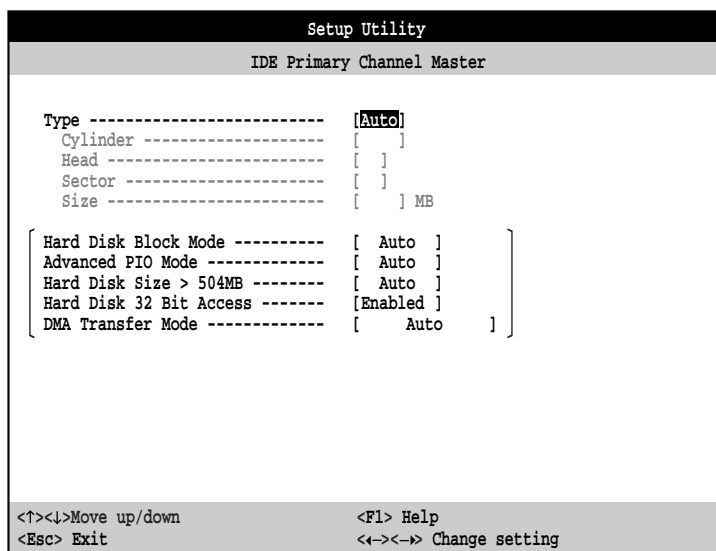 Setup Utility
IDE Primary Channel Master
Type -------------------------- [Auto]
Cylinder -------------------- [    ]
Head ------------------------ [  ]
Sector ---------------------- [  ]
Size ------------------------ [    ] MB
Hard Disk Block Mode ---------- [  Auto  ]
Advanced PIO Mode ------------- [  Auto  ]
Hard Disk Size > 504MB -------- [  Auto  ]
Hard Disk 32 Bit Access ------- [Enabled ]
DMA Transfer Mode ------------- [     Auto     ]
<↑><↓>Move up/down <F1> Help
<Esc> Exit <←><→> Change setting